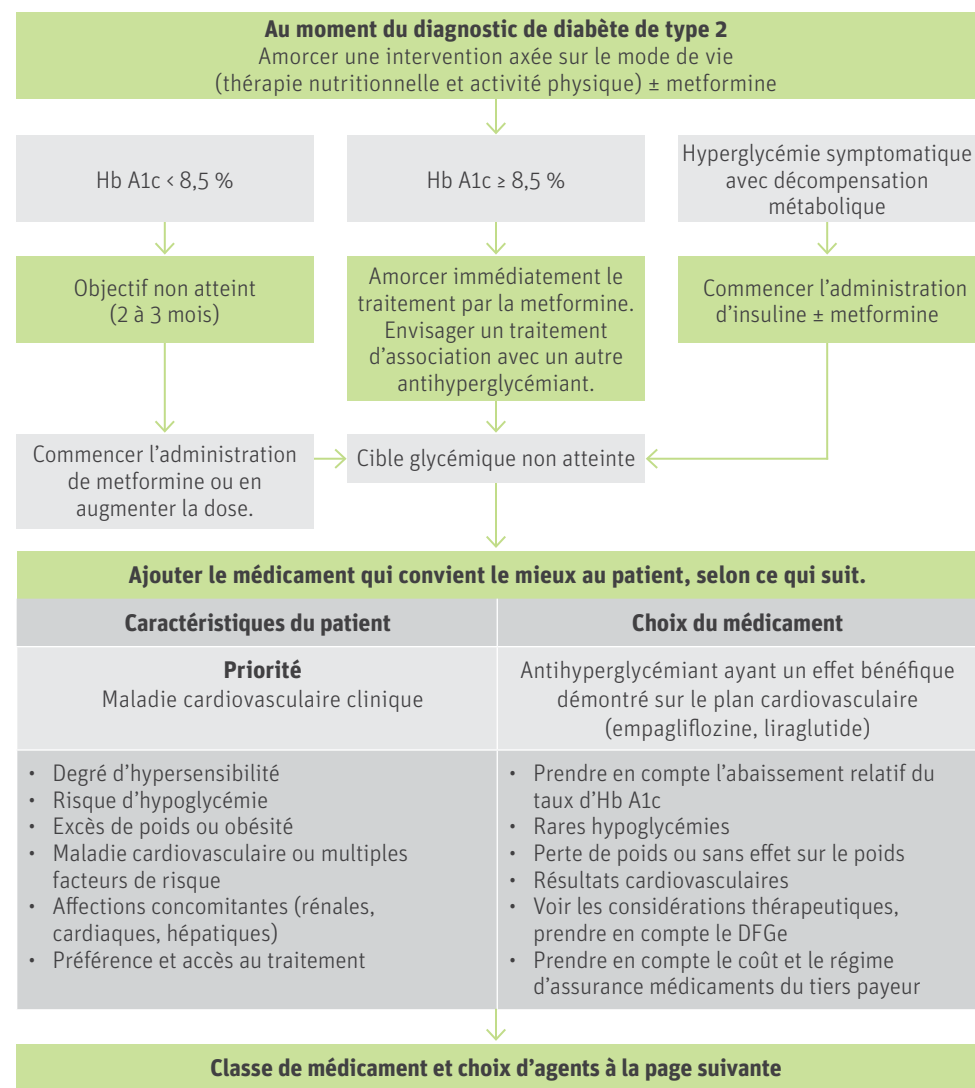 Au moment du diagnostic de diabète de type 2
Amorcer une intervention axée sur le mode de vie
(thérapie nutritionnelle et activité physique) ± metformine
Hb A1c < 8,5 %
Hb A1c ≥ 8,5 %
Hyperglycémie symptomatique
avec décompensation
métabolique
Objectif non atteint
(2 à 3 mois)
Amorcer immédiatement le
traitement par la metformine.
Envisager un traitement
d’association avec un autre
antihyperglycémiant.
Commencer l’administration
d’insuline ± metformine
Commencer l’administration
de metformine ou en
augmenter la dose.
Cible glycémique non atteinte
Ajouter le médicament qui convient le mieux au patient, selon ce qui suit.
Caractéristiques du patient
Choix du médicament
Priorité
Maladie cardiovasculaire clinique
Antihyperglycémiant ayant un effet bénéfique
démontré sur le plan cardiovasculaire
(empagliflozine, liraglutide)
• Degré d’hypersensibilité
• Risque d’hypoglycémie
• Excès de poids ou obésité
• Maladie cardiovasculaire ou multiples
facteurs de risque
• Affections concomitantes (rénales,
cardiaques, hépatiques)
• Préférence et accès au traitement
• Prendre en compte l’abaissement relatif du
taux d’Hb A1c
• Rares hypoglycémies
• Perte de poids ou sans effet sur le poids
• Résultats cardiovasculaires
• Voir les considérations thérapeutiques,
prendre en compte le DFGe
• Prendre en compte le coût et le régime
d’assurance médicaments du tiers payeur
Classe de médicament et choix d’agents à la page suivante